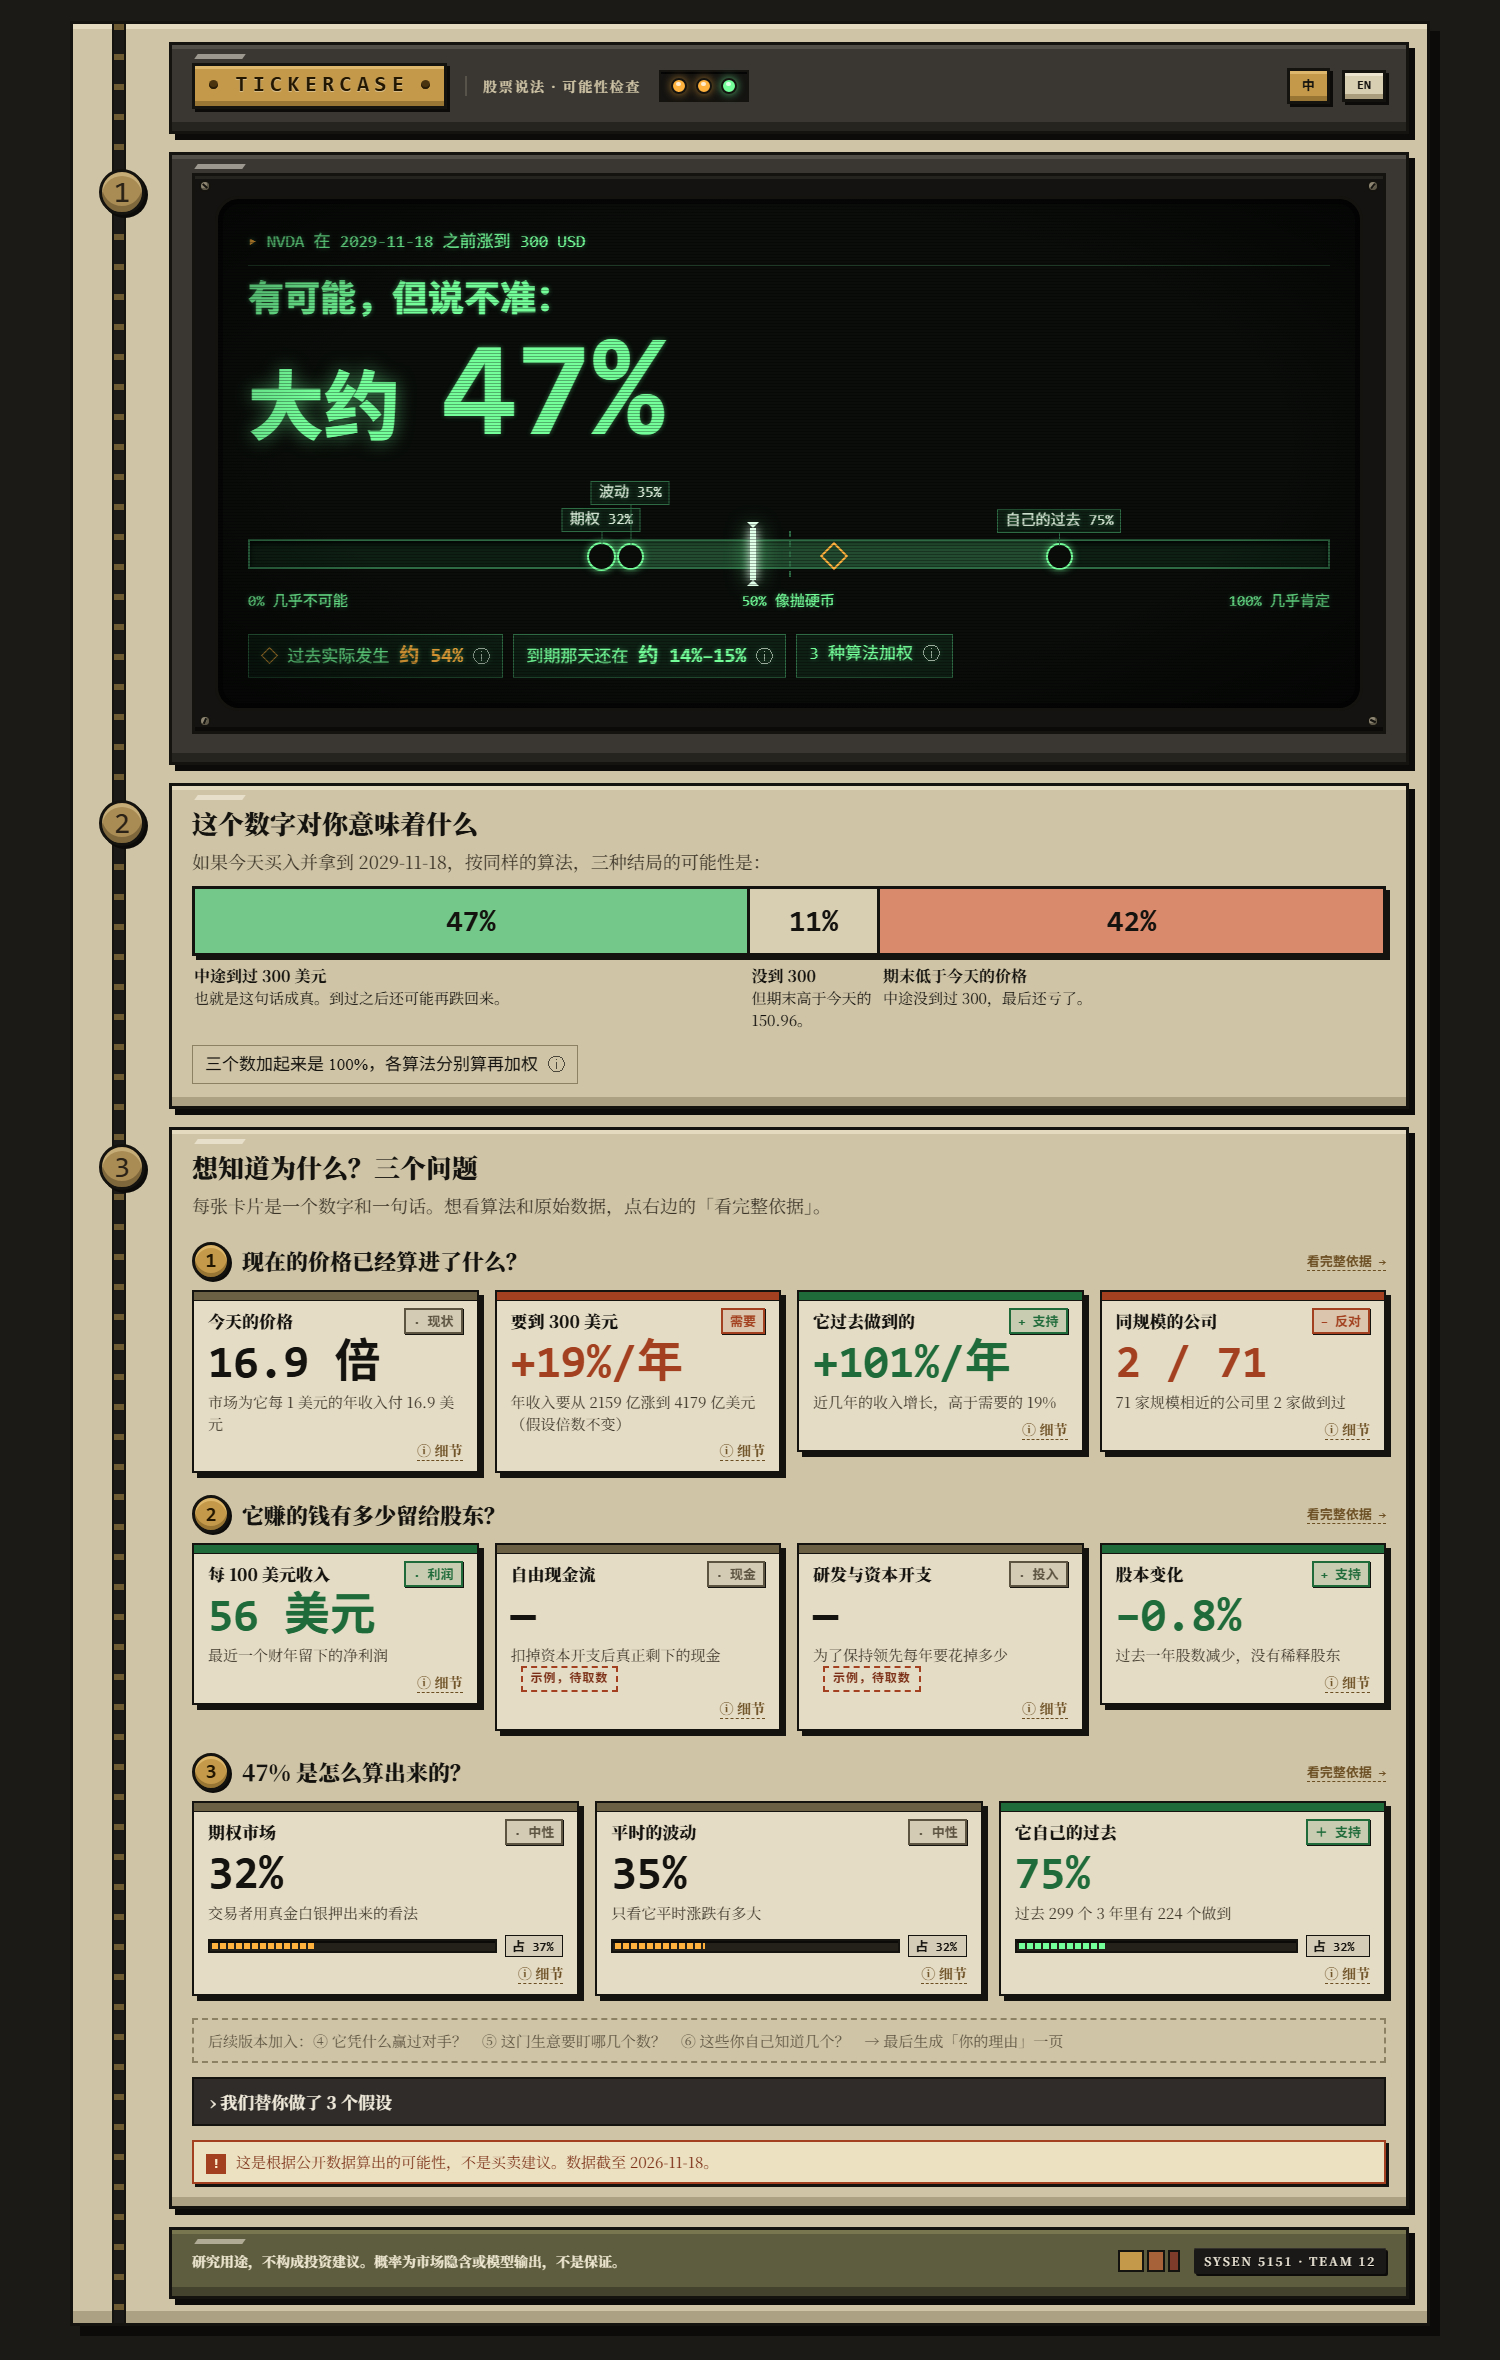 TICKERCASE
股票说法 · 可能性检查
中
EN
1
▸ NVDA 在 2029-11-18 之前涨到 300 USD
有可能，但说不准：
大约 47%
波动 35%
期权 32%
自己的过去 75%
0% 几乎不可能
50% 像抛硬币
100% 几乎肯定
◇ 过去实际发生 约 54% ⓘ
到期那天还在 约 14%–15% ⓘ
3 种算法加权 ⓘ
2
这个数字对你意味着什么
如果今天买入并拿到 2029-11-18，按同样的算法，三种结局的可能性是：
47%
11%
42%
中途到过 300 美元
也就是这句话成真。到过之后还可能再跌回来。
没到 300
但期末高于今天的
150.96。
期末低于今天的价格
中途没到过 300，最后还亏了。
三个数加起来是 100%，各算法分别算再加权 ⓘ
3
想知道为什么？三个问题
每张卡片是一个数字和一句话。想看算法和原始数据，点右边的「看完整依据」。
1 现在的价格已经算进了什么？
看完整依据 →
今天的价格
· 现状
16.9 倍
市场为它每 1 美元的年收入付 16.9 美
元
ⓘ 细节
要到 300 美元
需要
+19%/年
年收入要从 2159 亿涨到 4179 亿美元
（假设倍数不变）
ⓘ 细节
它过去做到的
+ 支持
+101%/年
近几年的收入增长，高于需要的 19%
ⓘ 细节
同规模的公司
− 反对
2 / 71
71 家规模相近的公司里 2 家做到过
ⓘ 细节
2 它赚的钱有多少留给股东？
看完整依据 →
每 100 美元收入
· 利润
56 美元
最近一个财年留下的净利润
ⓘ 细节
自由现金流
· 现金
—
扣掉资本开支后真正剩下的现金
示例，待取数
ⓘ 细节
研发与资本开支
· 投入
—
为了保持领先每年要花掉多少
示例，待取数
ⓘ 细节
股本变化
+ 支持
−0.8%
过去一年股数减少，没有稀释股东
ⓘ 细节
3 47% 是怎么算出来的？
看完整依据 →
期权市场
· 中性
32%
交易者用真金白银押出来的看法
占 37%
ⓘ 细节
平时的波动
· 中性
35%
只看它平时涨跌有多大
占 32%
ⓘ 细节
它自己的过去
＋ 支持
75%
过去 299 个 3 年里有 224 个做到
占 32%
ⓘ 细节
后续版本加入：④ 它凭什么赢过对手？ ⑤ 这门生意要盯哪几个数？ ⑥ 这些你自己知道几个？ → 最后生成「你的理由」一页
› 我们替你做了 3 个假设
! 这是根据公开数据算出的可能性，不是买卖建议。数据截至 2026-11-18。
研究用途，不构成投资建议。概率为市场隐含或模型输出，不是保证。
SYSEN 5151 · TEAM 12